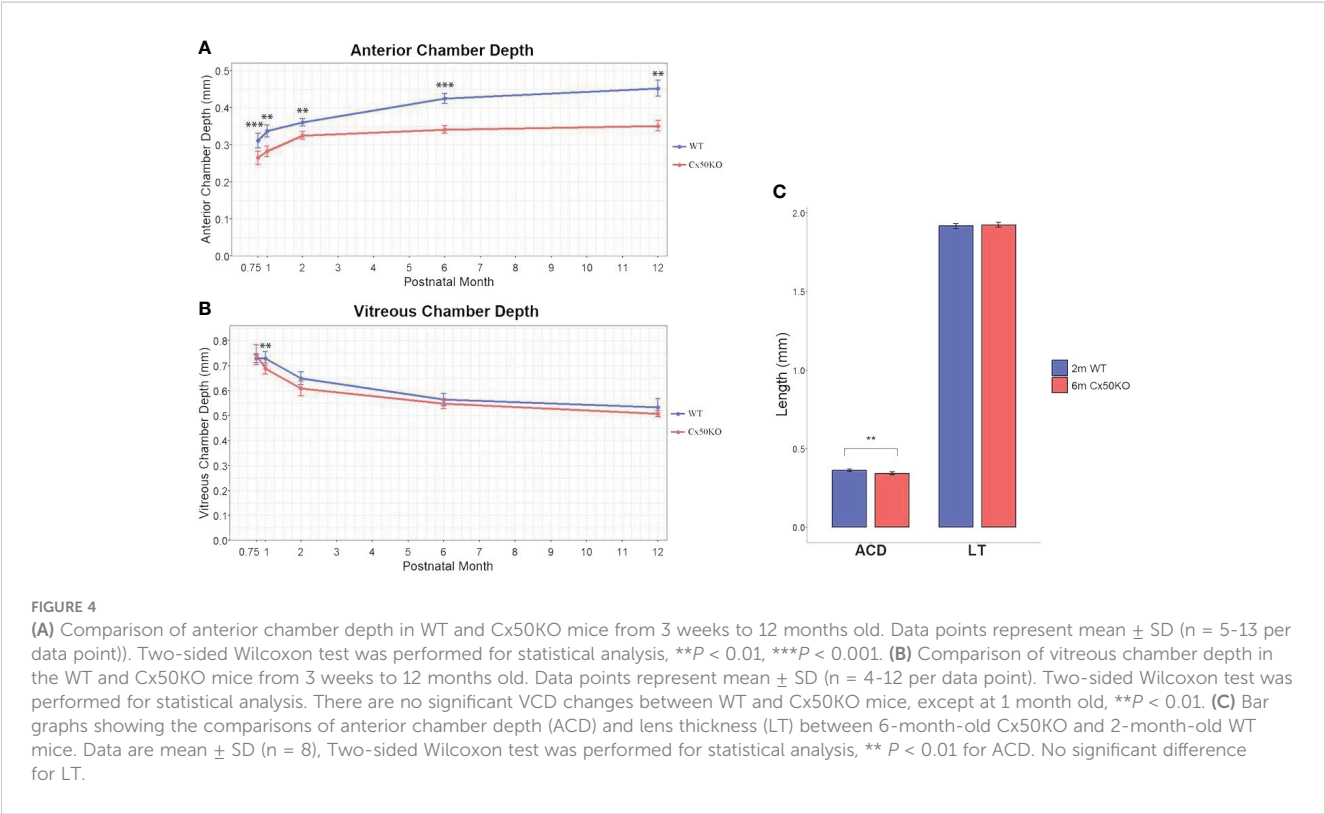 A
Anterior Chamber Depth
0.5
0.4
0.3
0.2
0.1
0.0
Anterior Chamber Depth (mm)
***
**
**
***
**
0.75 1 2 3 4 5 6 7 8 9 10 11 12
Postnatal Month
WT
Cx50KO
B
Vitreous Chamber Depth
0.8
0.7
0.6
0.5
0.4
0.3
0.2
0.1
0.0
Vitreous Chamber Depth (mm)
**
0.75 1 2 3 4 5 6 7 8 9 10 11 12
Postnatal Month
WT
Cx50KO
C
2.0
1.5
1.0
0.5
0.0
Length (mm)
**
ACD LT
2m WT
6m Cx50KO
FIGURE 4
(A) Comparison of anterior chamber depth in WT and Cx50KO mice from 3 weeks to 12 months old. Data points represent mean ± SD (n = 5-13 per
data point)). Two-sided Wilcoxon test was performed for statistical analysis, **P < 0.01, ***P < 0.001. (B) Comparison of vitreous chamber depth in
the WT and Cx50KO mice from 3 weeks to 12 months old. Data points represent mean ± SD (n = 4-12 per data point). Two-sided Wilcoxon test was
performed for statistical analysis. There are no significant VCD changes between WT and Cx50KO mice, except at 1 month old, **P < 0.01. (C) Bar
graphs showing the comparisons of anterior chamber depth (ACD) and lens thickness (LT) between 6-month-old Cx50KO and 2-month-old WT
mice. Data are mean ± SD (n = 8), Two-sided Wilcoxon test was performed for statistical analysis, ** P < 0.01 for ACD. No significant difference
for LT.